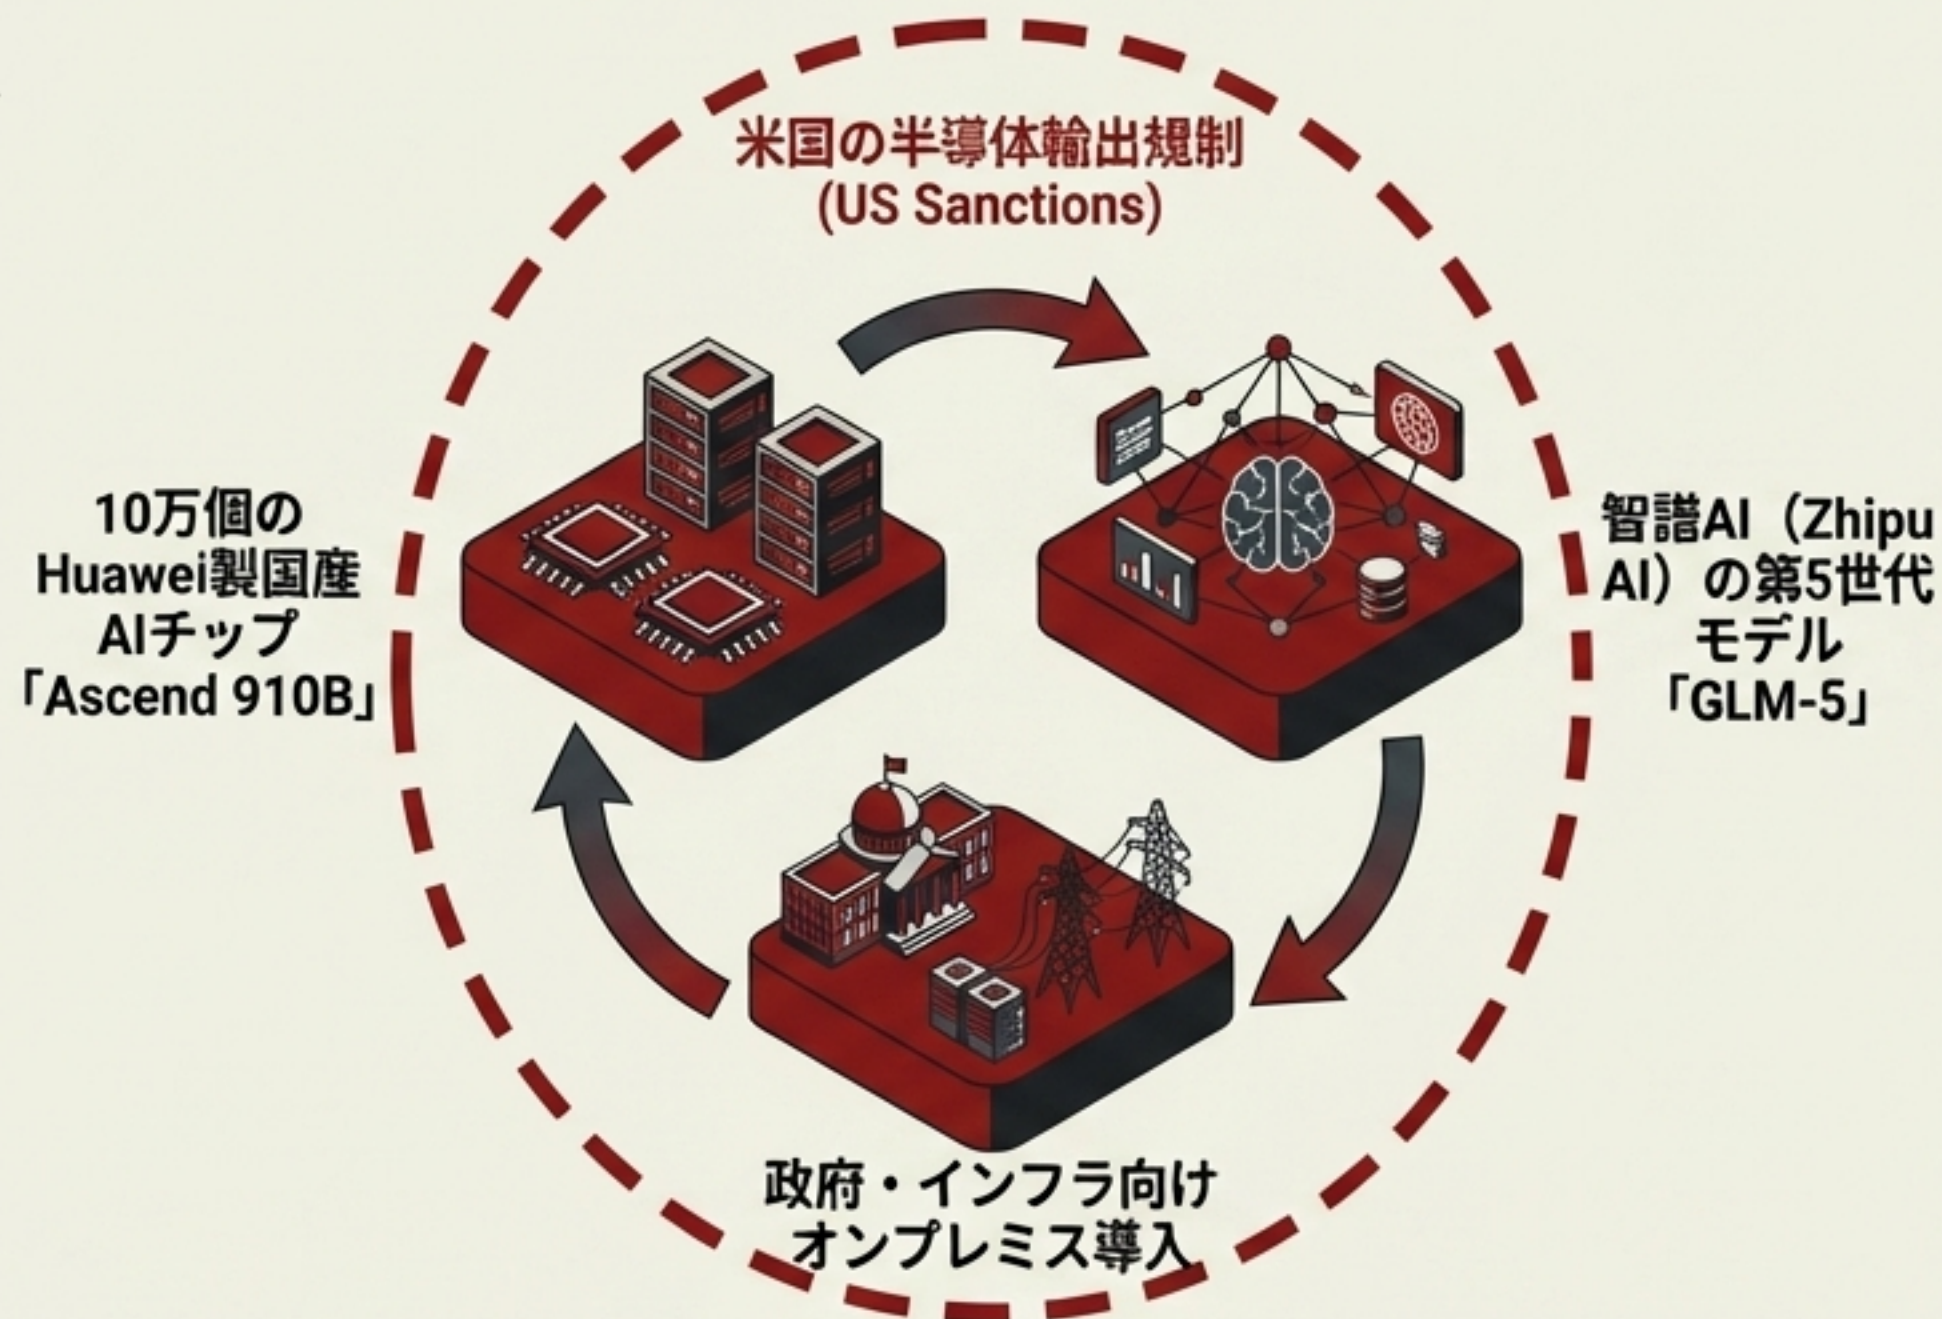 米国の半導体輸出規制
(US Sanctions)
10万個の
Huawei製国産
AIチップ
「Ascend 910B」
智譜AI（Zhipu
AI）の第5世代
モデル
「GLM-5」
政府・インフラ向け
オンプレミス導入